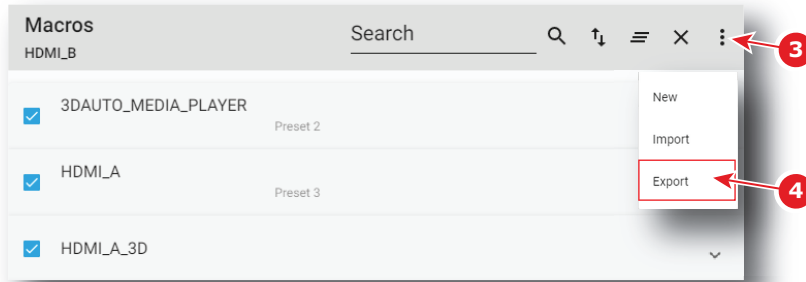 Macros
HDMI_B
Search
3
3DAUTO_MEDIA_PLAYER
Preset 2
New
Import
HDMI_A
Preset 3
Export
4
HDMI_A_3D